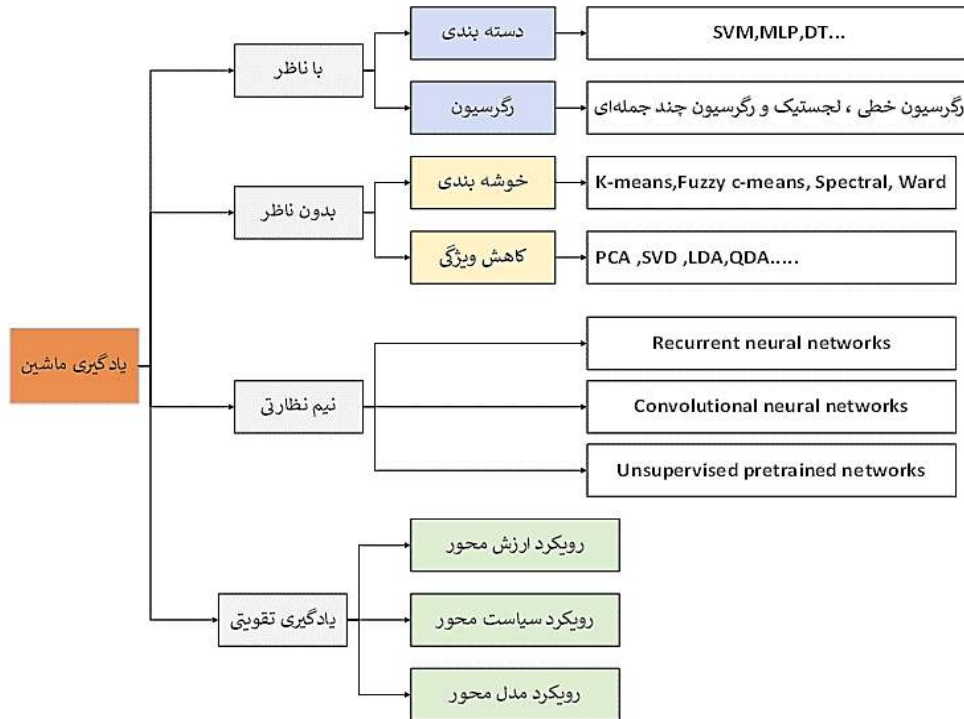 یادگیری ماشین
با ناظر
دسته بندی
SVM,MLP,DT...
رگرسیون
رگرسیون خطی ، لجستیک و رگرسیون چند جمله‌ای
بدون ناظر
خوشه بندی
K-means,Fuzzy c-means, Spectral, Ward
کاهش ویژگی
PCA ,SVD ,LDA,QDA.....
نیم نظارتی
Recurrent neural networks
Convolutional neural networks
Unsupervised pretrained networks
یادگیری تقویتی
رویکرد ارزش محور
رویکرد سیاست محور
رویکرد مدل محور